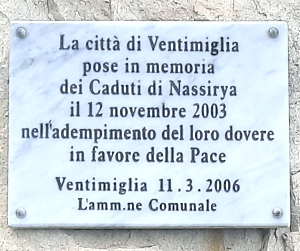 La città di Ventimiglia
pose in memoria
dei Caduti di Nassirya
il 12 novembre 2003
nell'adempimento del loro dovere
in favore della Pace
Ventimiglia 11.3.2006
L'amm.ne Comunale